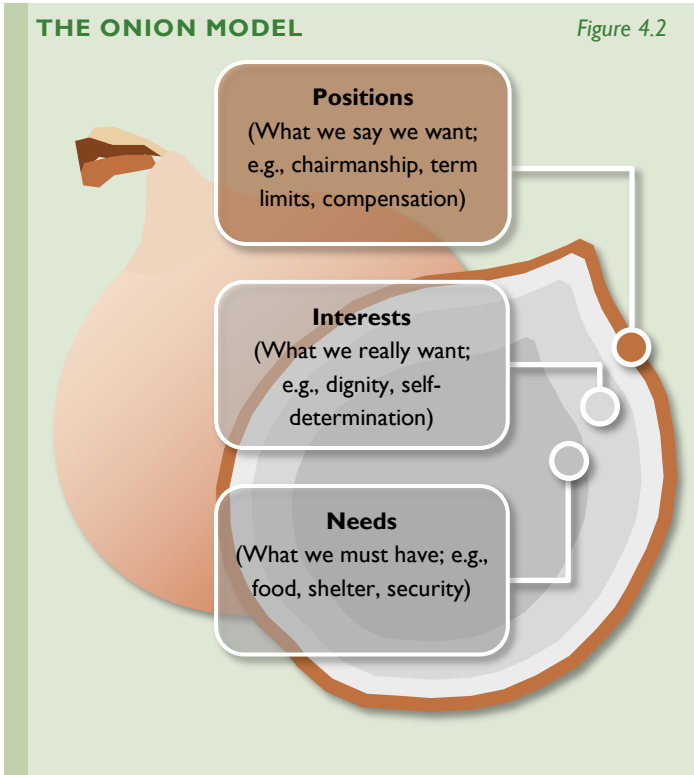 THE ONION MODEL
Figure 4.2
Positions
(What we say we want;
e.g., chairmanship, term
limits, compensation)
Interests
(What we really want;
e.g., dignity, self-
determination)
Needs
(What we must have; e.g.,
food, shelter, security)